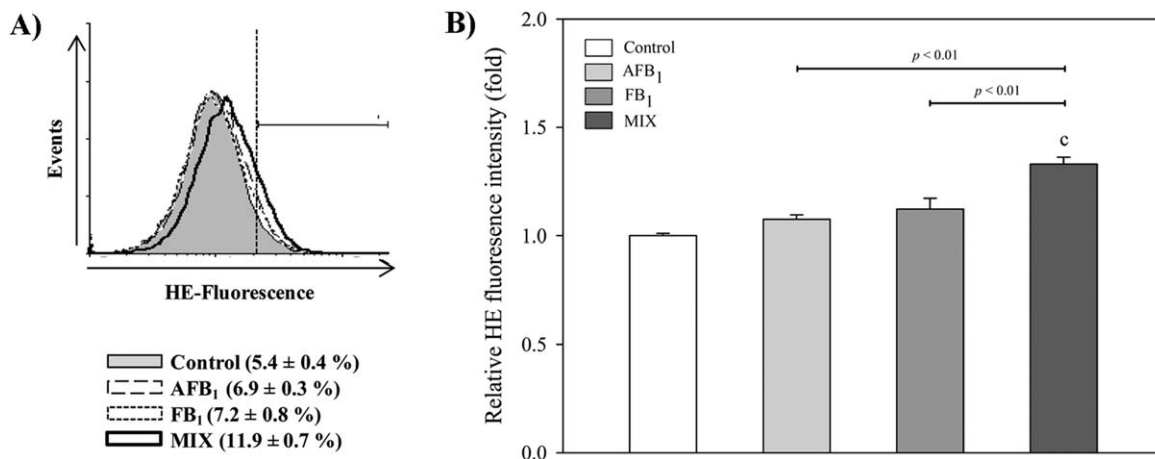 A)
Events
HE-Fluorescence
Control (5.4 ± 0.4 %)
AFB₁ (6.9 ± 0.3 %)
FB₁ (7.2 ± 0.8 %)
MIX (11.9 ± 0.7 %)
B)
Relative HE fluoresence intensity (fold)
2.0
1.5
1.0
0.5
0.0
Control
AFB₁
FB₁
MIX
p < 0.01
p < 0.01
c